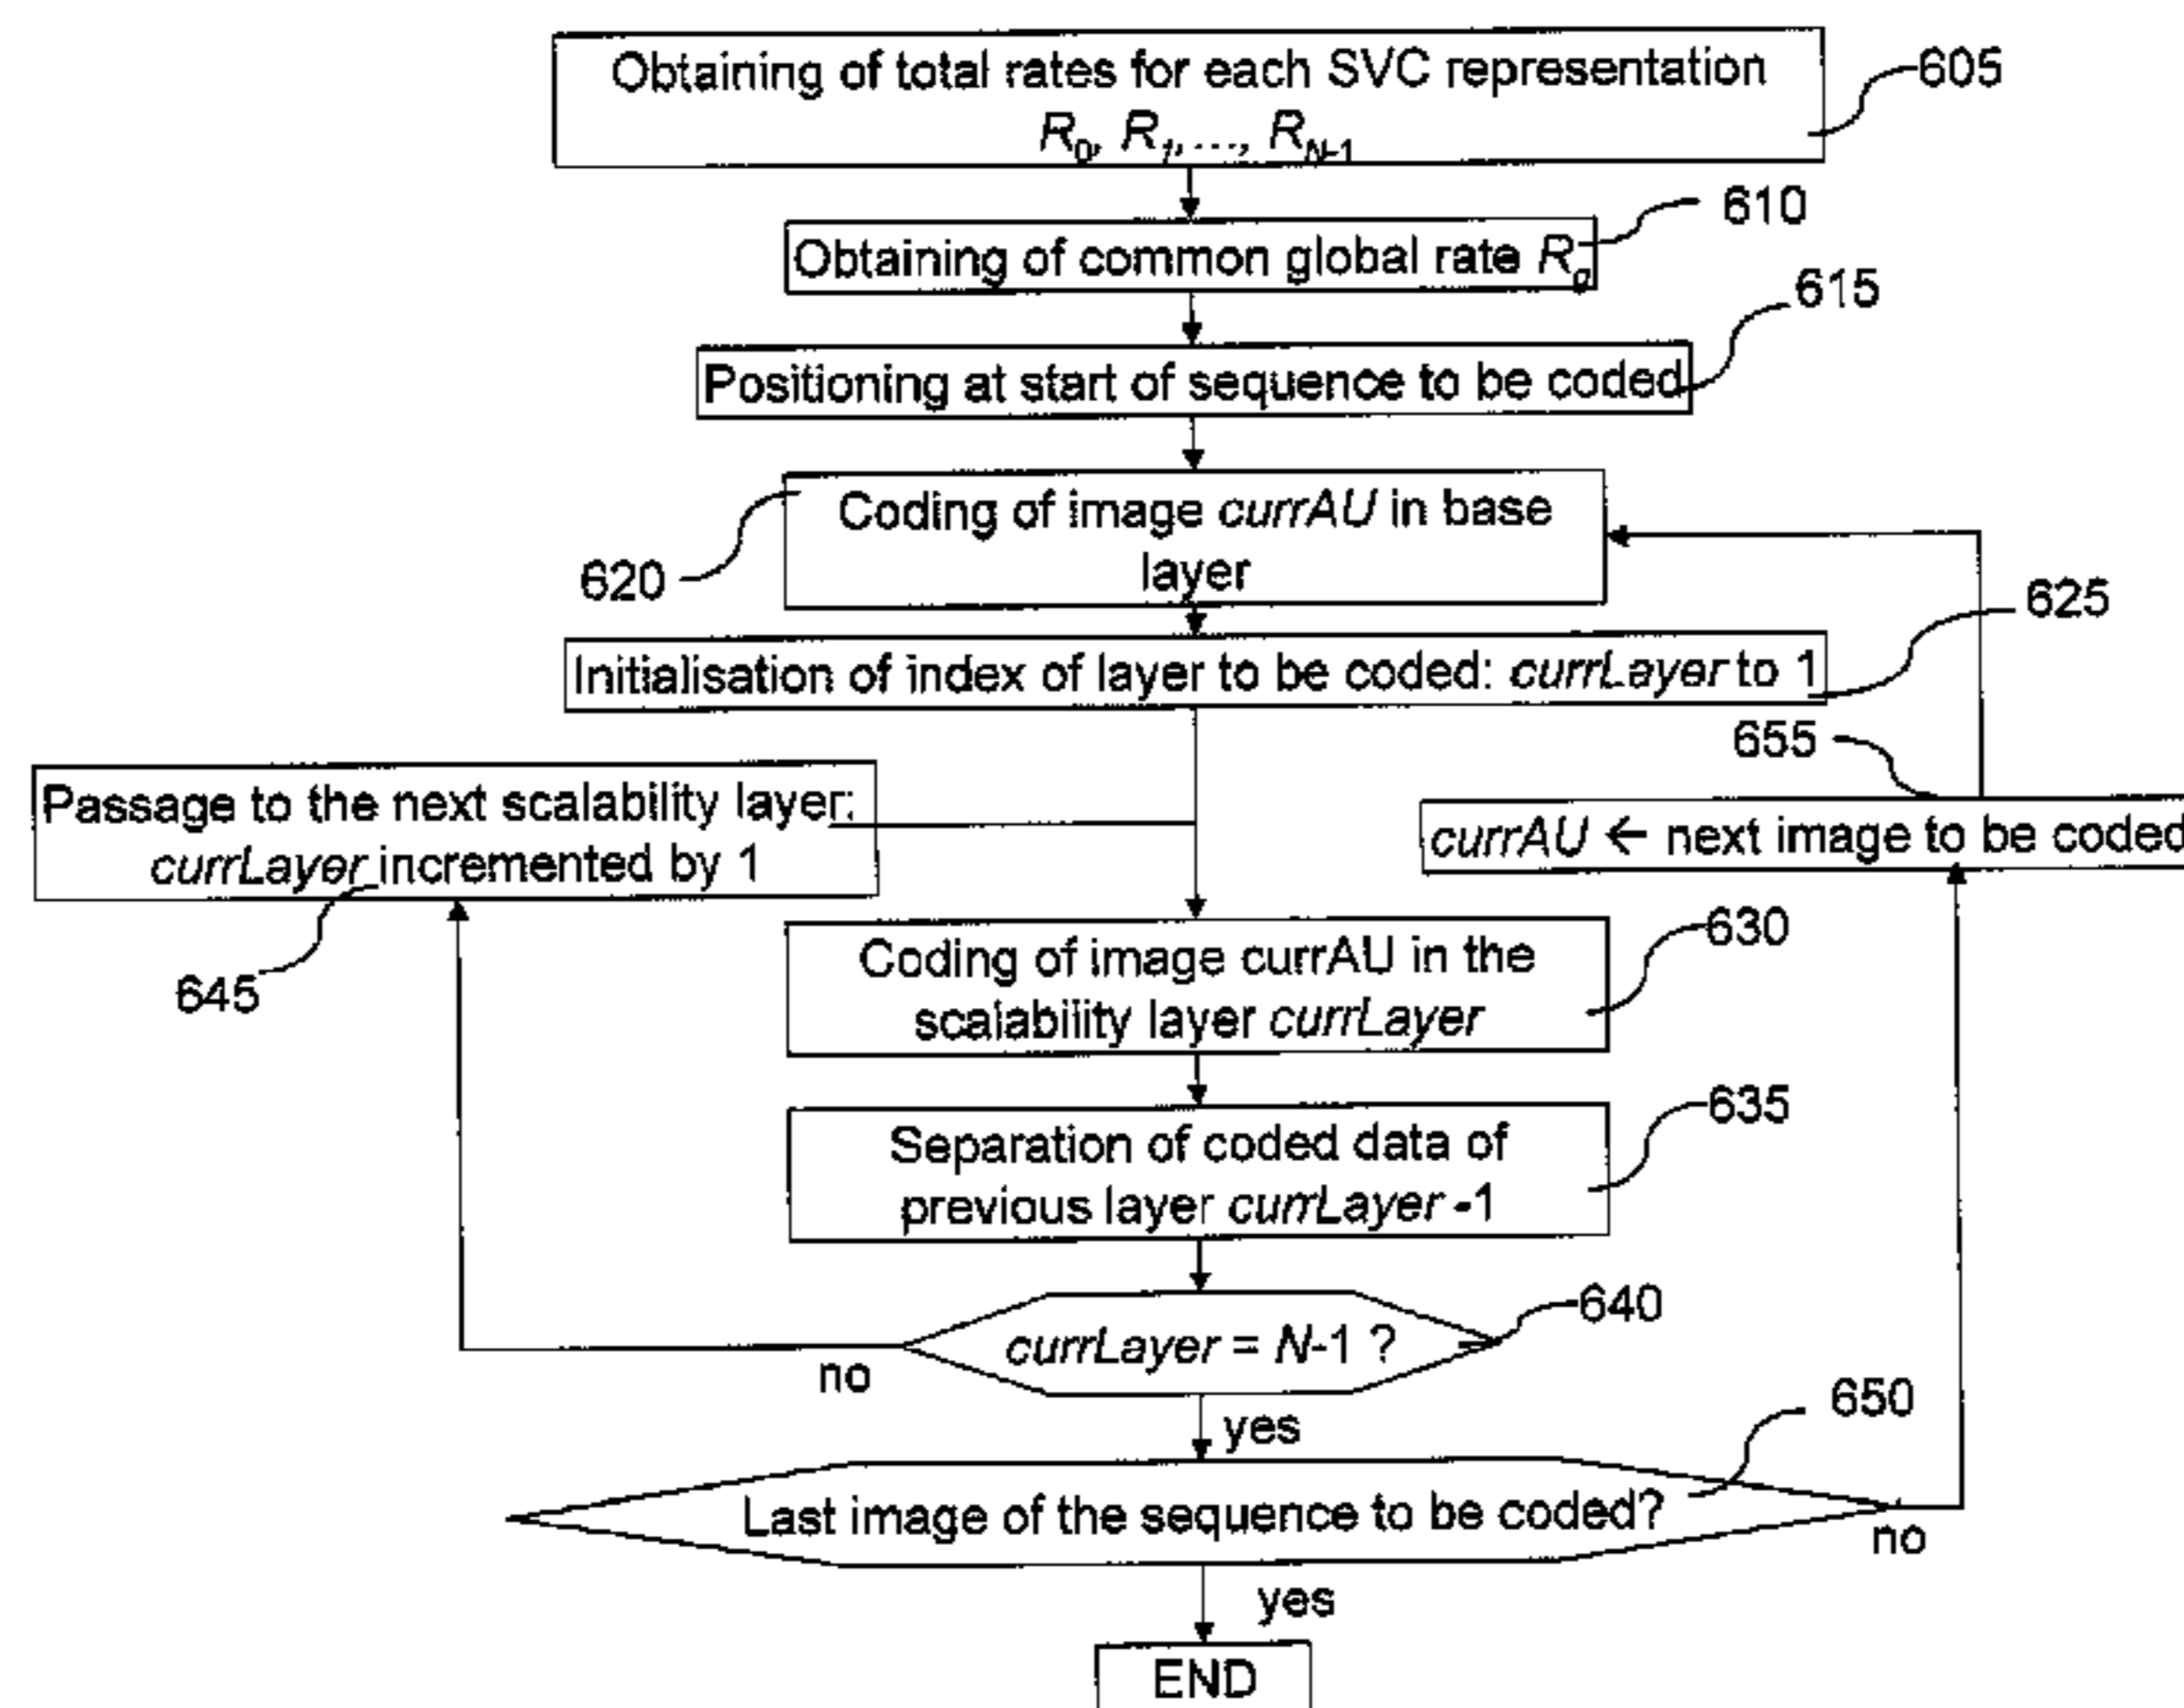 Obtaining of total rates for each SVC representation
R0, R1,..., RN-1
605
Obtaining of common global rate Rg
610
Positioning at start of sequence to be coded
615
Coding of image currAU in base
layer
620
Initialisation of index of layer to be coded: currLayer to 1
625
Passage to the next scalability layer:
currLayer incremented by 1
645
655
currAU ← next image to be coded
Coding of image currAU in the
scalability layer currLayer
630
Separation of coded data of
previous layer currLayer -1
635
currLayer = N-1 ?
640
no
yes
650
Last image of the sequence to be coded?
no
yes
END